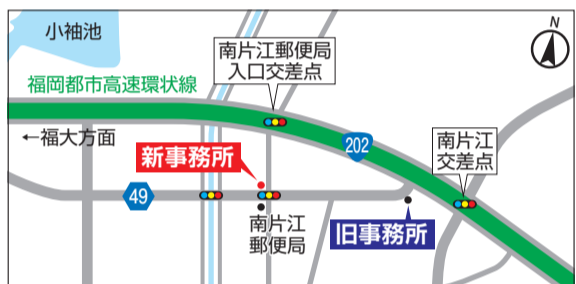 小袖池
南片江郵便局
入口交差点
N
福岡都市高速環状線
←福大方面
新事務所
202
南片江
交差点
49
南片江
郵便局
旧事務所